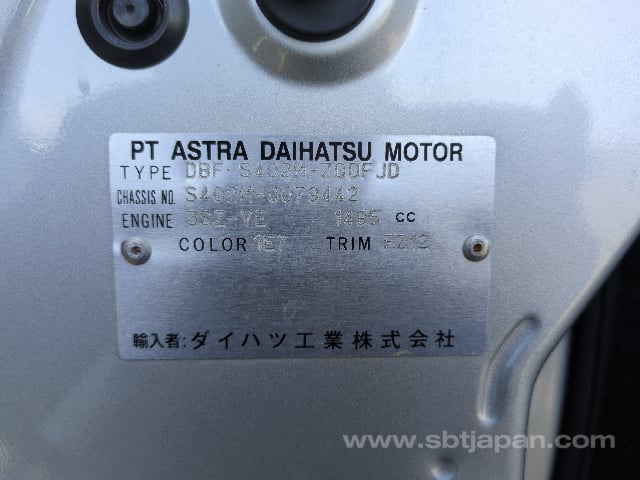 PT ASTRA DAIHATSU MOTOR
TYPE DBF-S402M-ZQDFJD
CHASSIS NO. S402M-0079442
ENGINE 3SZ-VE 1495 cc
COLOR 1E7 TRIM FZ12
輸入者:ダイハツ工業株式会社
www.sbtjapan.com